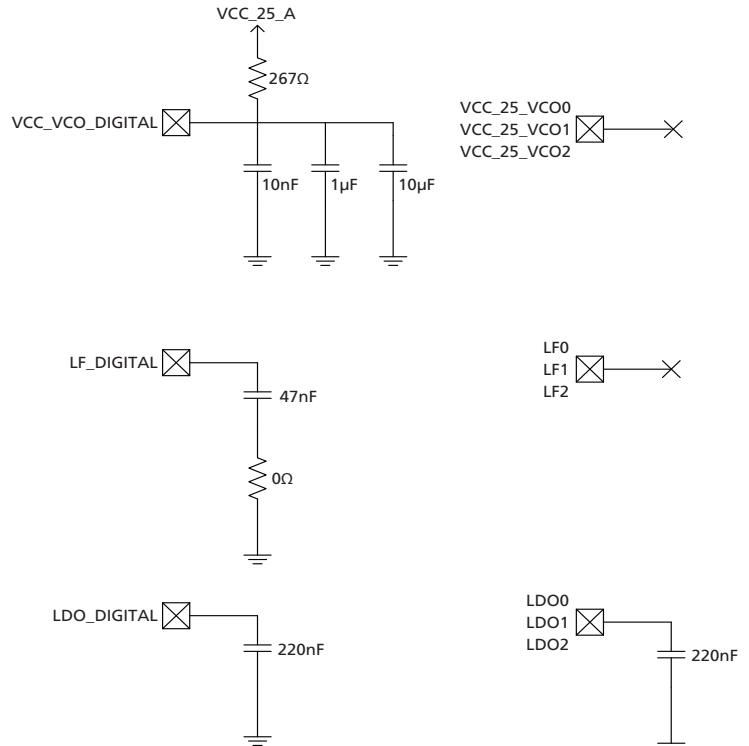 VCC_25_A
267Ω
VCC_VCO_DIGITAL
10nF
1µF
10µF
VCC_25_VCO0
VCC_25_VCO1
VCC_25_VCO2
LF_DIGITAL
47nF
0Ω
LF0
LF1
LF2
LDO_DIGITAL
220nF
LDO0
LDO1
LDO2
220nF